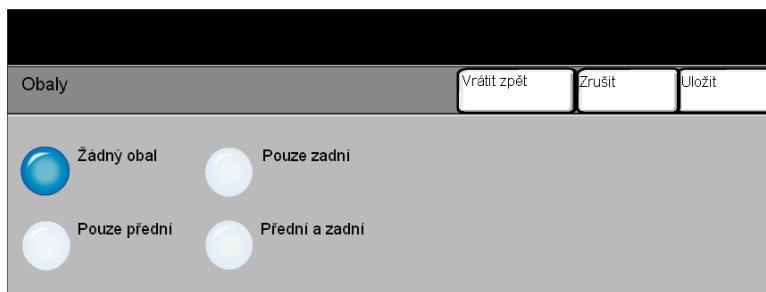 Obaly
Vrátit zpět
Zrušit
Uložit
Žádný obal
Pouze zadní
Pouze přední
Přední a zadní